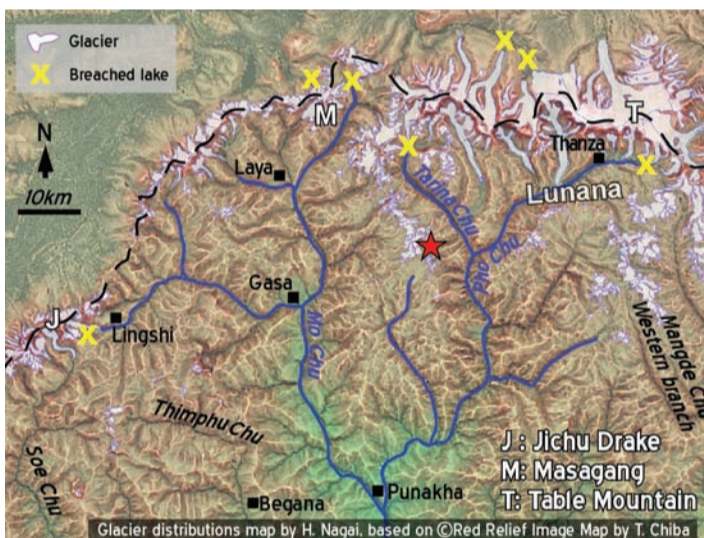 Glacier
X Breached lake
N
10km
M
T
Thanza
Laya
Tarina Chu
Lunana
Gasa
Pho Chu
Mo Chu
J
Lingshi
Mangde Chu
Western branch
Thimphu Chu
Soe Chu
J : Jichu Drake
M: Masagang
T: Table Mountain
Punakha
Begana
Glacier distributions map by H. Nagai, based on ©Red Relief Image Map by T. Chiba